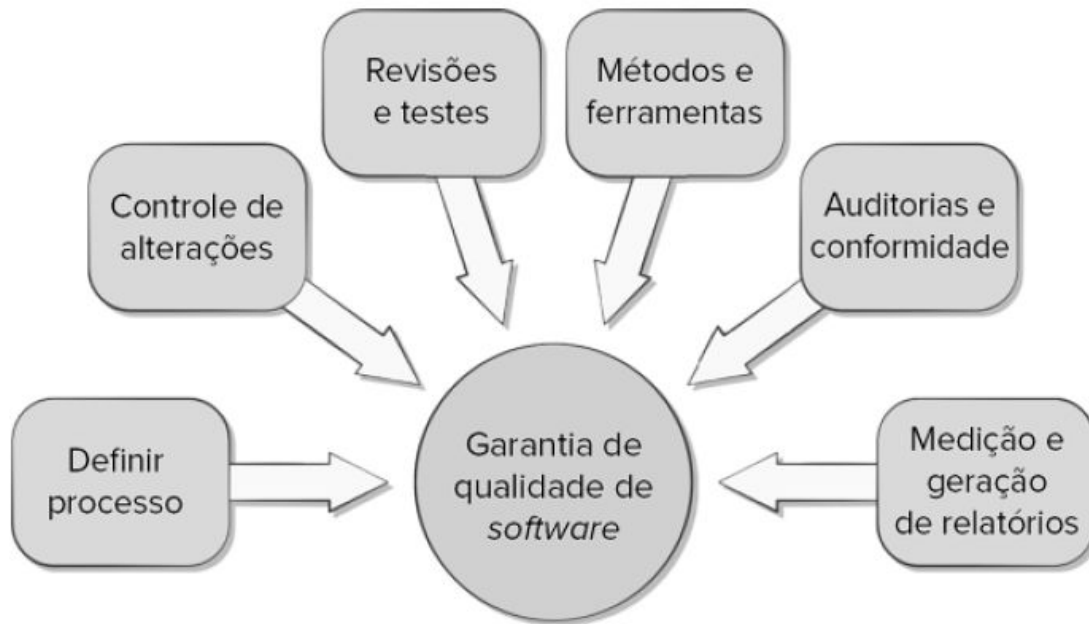 Revisões
e testes
Métodos e
ferramentas
Controle de
alterações
Auditorias e
conformidade
Definir
processo
Garantia de
qualidade de
software
Medição e
geração
de relatórios